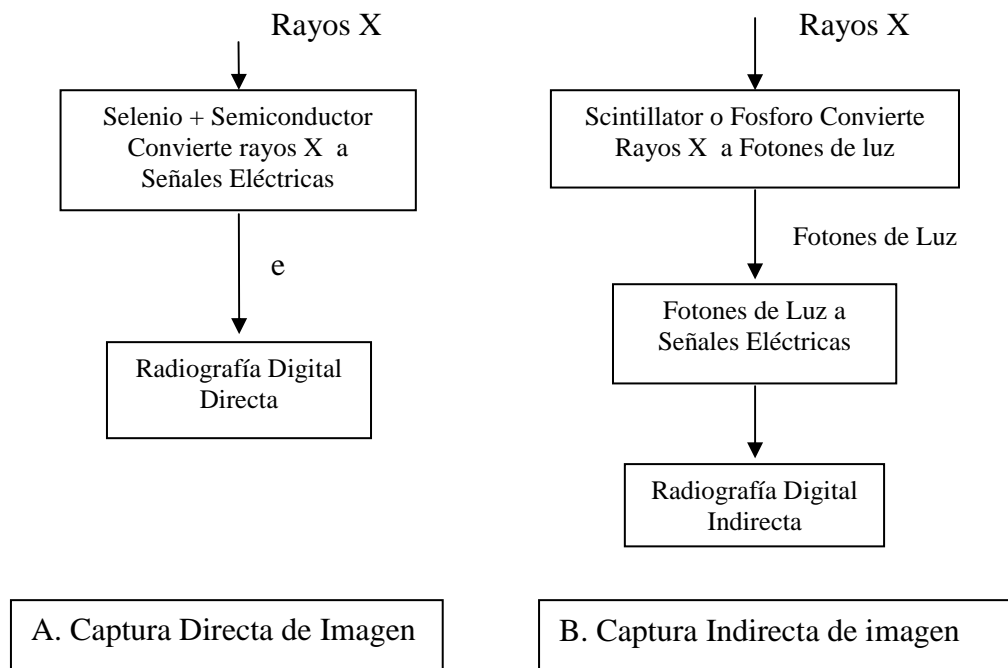 Rayos X
Selenio + Semiconductor
Convierte rayos X a
Señales Eléctricas
e
Radiografía Digital
Directa
A. Captura Directa de Imagen
Rayos X
Scintillator o Fosforo Convierte
Rayos X a Fotones de luz
Fotones de Luz
Fotones de Luz a
Señales Eléctricas
Radiografía Digital
Indirecta
B. Captura Indirecta de imagen